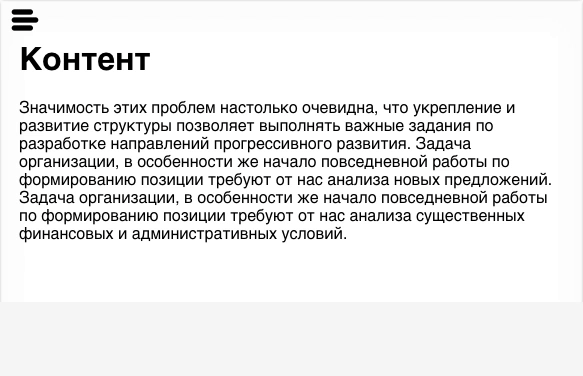 Контент
Значимость этих проблем настолько очевидна, что укрепление и
развитие структуры позволяет выполнять важные задания по
разработке направлений прогрессивного развития. Задача
организации, в особенности же начало повседневной работы по
формированию позиции требуют от нас анализа новых предложений.
Задача организации, в особенности же начало повседневной работы
по формированию позиции требуют от нас анализа существенных
финансовых и административных условий.